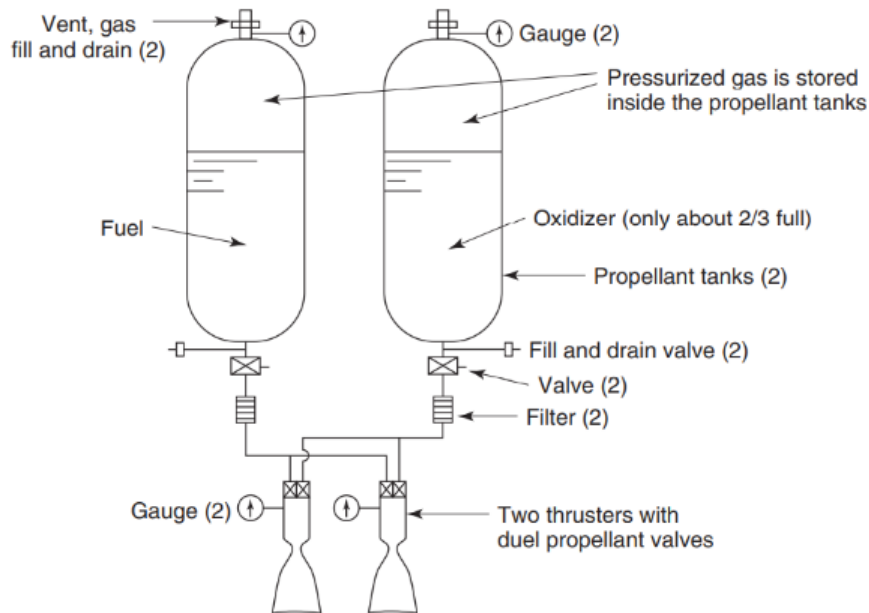 Vent, gas
fill and drain (2)
Gauge (2)
Pressurized gas is stored
inside the propellant tanks
Fuel
Oxidizer (only about 2/3 full)
Propellant tanks (2)
Fill and drain valve (2)
Valve (2)
Filter (2)
Gauge (2)
Two thrusters with
duel propellant valves